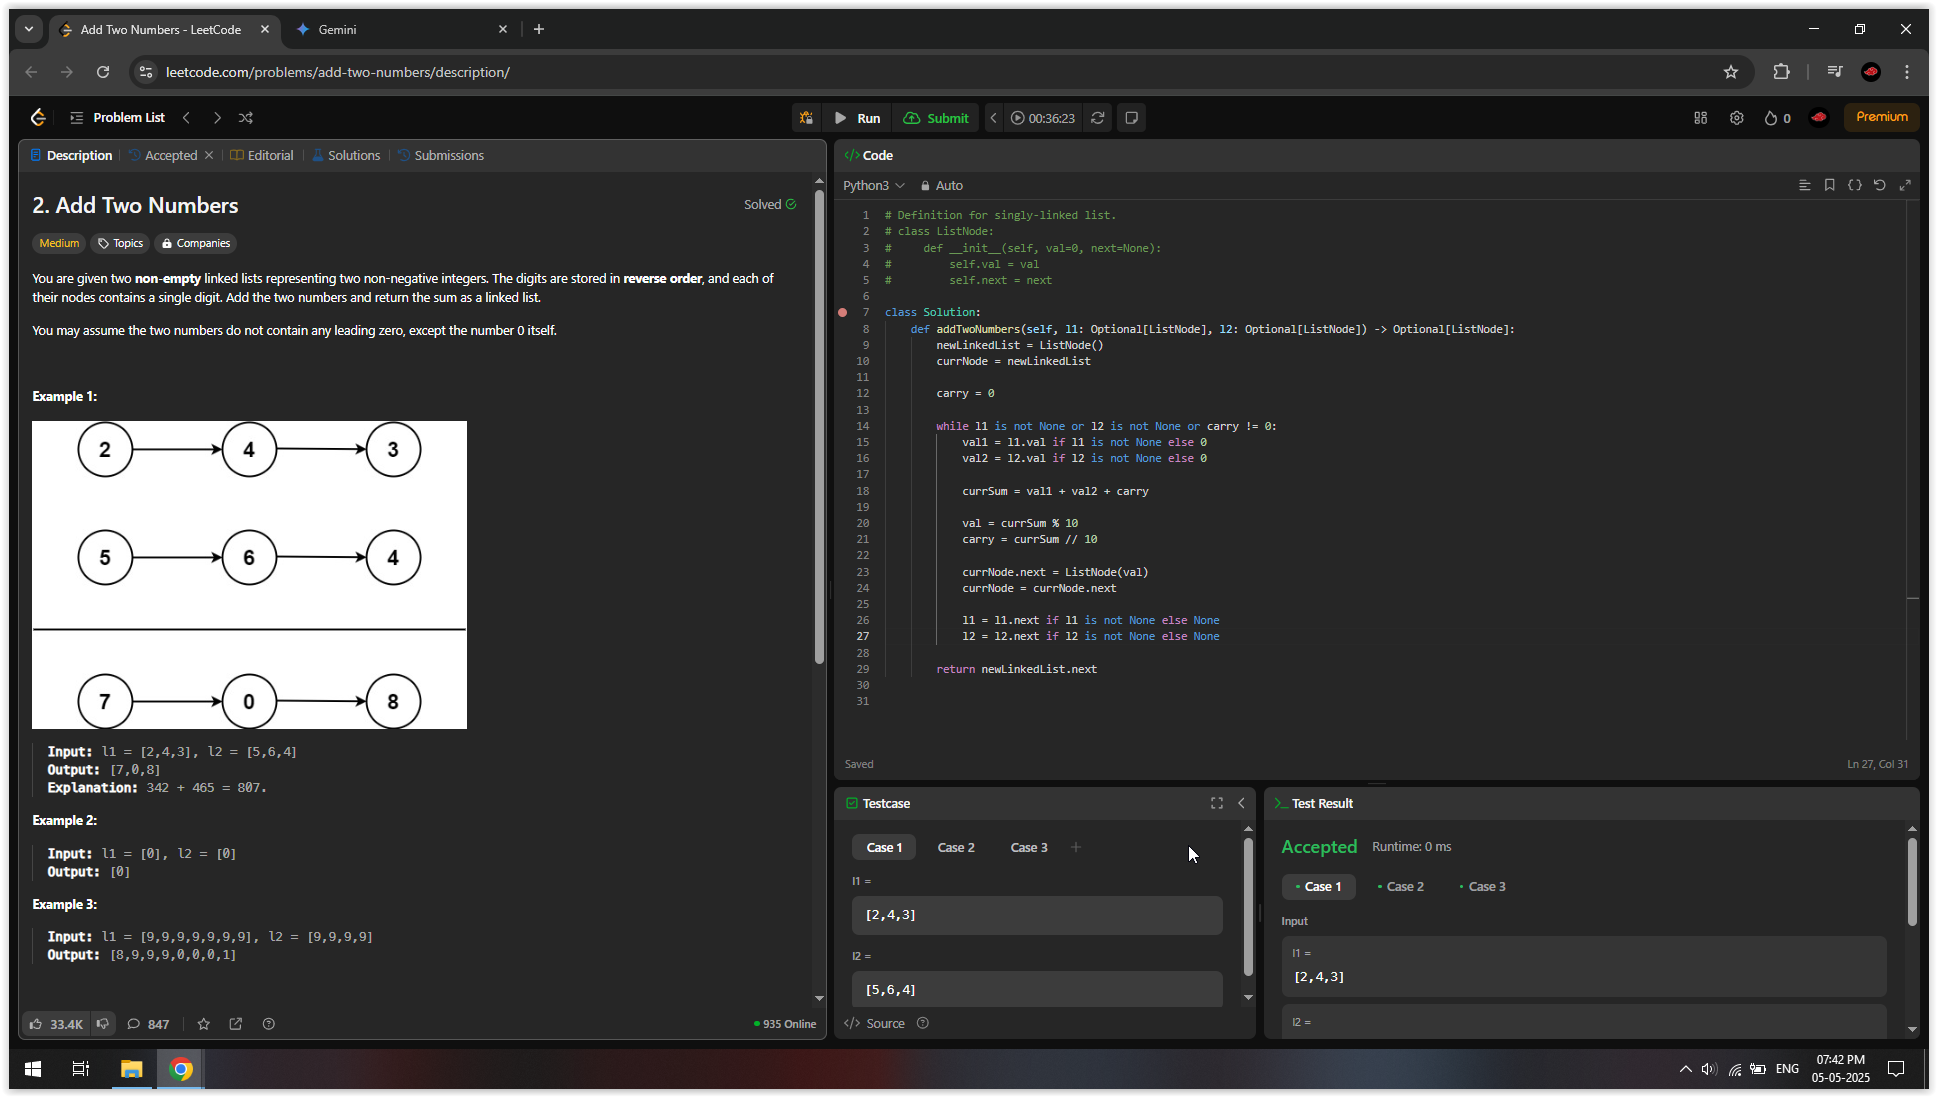 Add Two Numbers - LeetCode
Gemini
leetcode.com/problems/add-two-numbers/description/
Problem List
Run
Submit
00:36:23
0
Premium
Description
Accepted
Editorial
Solutions
Submissions
2. Add Two Numbers
Solved
Medium
Topics
Companies
You are given two non-empty linked lists representing two non-negative integers. The digits are stored in reverse order, and each of
their nodes contains a single digit. Add the two numbers and return the sum as a linked list.
You may assume the two numbers do not contain any leading zero, except the number 0 itself.
Example 1:
2 4 3
5 6 4
7 0 8
Input: l1 = [2,4,3], l2 = [5,6,4]
Output: [7,0,8]
Explanation: 342 + 465 = 807.
Example 2:
Input: l1 = [0], l2 = [0]
Output: [0]
Example 3:
Input: l1 = [9,9,9,9,9,9,9], l2 = [9,9,9,9]
Output: [8,9,9,9,0,0,0,1]
33.4K
847
935 Online
</> Code
Python3
Auto
1 # Definition for singly-linked list.
2 # class ListNode:
3 #     def __init__(self, val=0, next=None):
4 #         self.val = val
5 #         self.next = next
6
7 class Solution:
8     def addTwoNumbers(self, l1: Optional[ListNode], l2: Optional[ListNode]) -> Optional[ListNode]:
9         newLinkedList = ListNode()
10         currNode = newLinkedList
11
12         carry = 0
13
14         while l1 is not None or l2 is not None or carry != 0:
15             val1 = l1.val if l1 is not None else 0
16             val2 = l2.val if l2 is not None else 0
17
18             currSum = val1 + val2 + carry
19
20             val = currSum % 10
21             carry = currSum // 10
22
23             currNode.next = ListNode(val)
24             currNode = currNode.next
25
26             l1 = l1.next if l1 is not None else None
27             l2 = l2.next if l2 is not None else None
28
29         return newLinkedList.next
30
31
Saved
Ln 27, Col 31
Testcase
Case 1
Case 2
Case 3
l1 =
[2,4,3]
l2 =
[5,6,4]
</> Source
Test Result
Accepted
Runtime: 0 ms
Case 1
Case 2
Case 3
Input
l1 =
[2,4,3]
l2 =
ENG
07:42 PM
05-05-2025